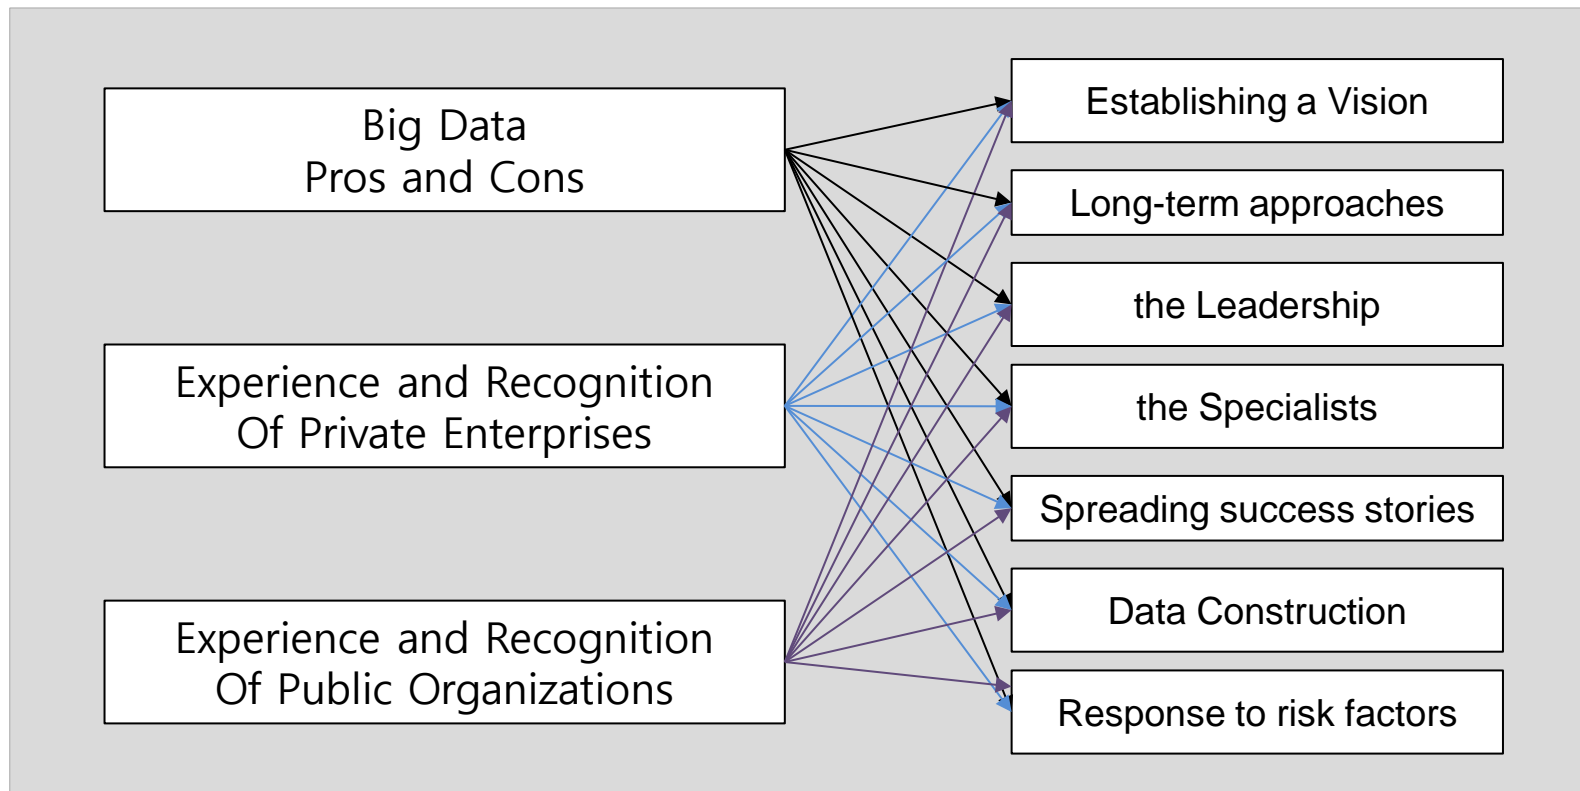 Big Data
Pros and Cons
Experience and Recognition
Of Private Enterprises
Experience and Recognition
Of Public Organizations
Establishing a Vision
Long-term approaches
the Leadership
the Specialists
Spreading success stories
Data Construction
Response to risk factors